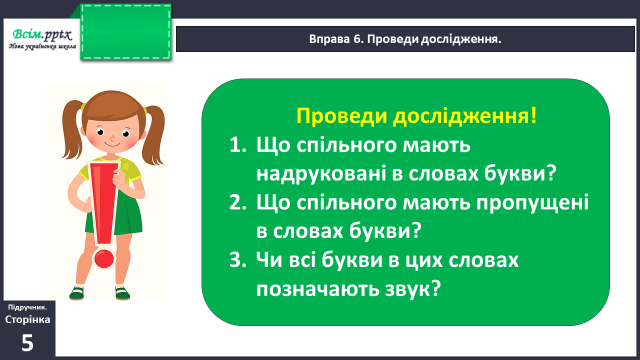 Всім.pptx
Нова українська школа
Вправа 6. Проведи дослідження.
Проведи дослідження!
1. Що спільного мають
надруковані в словах букви?
2. Що спільного мають пропущені
в словах букви?
3. Чи всі букви в цих словах
позначають звук?
Підручник.
Сторінка
5